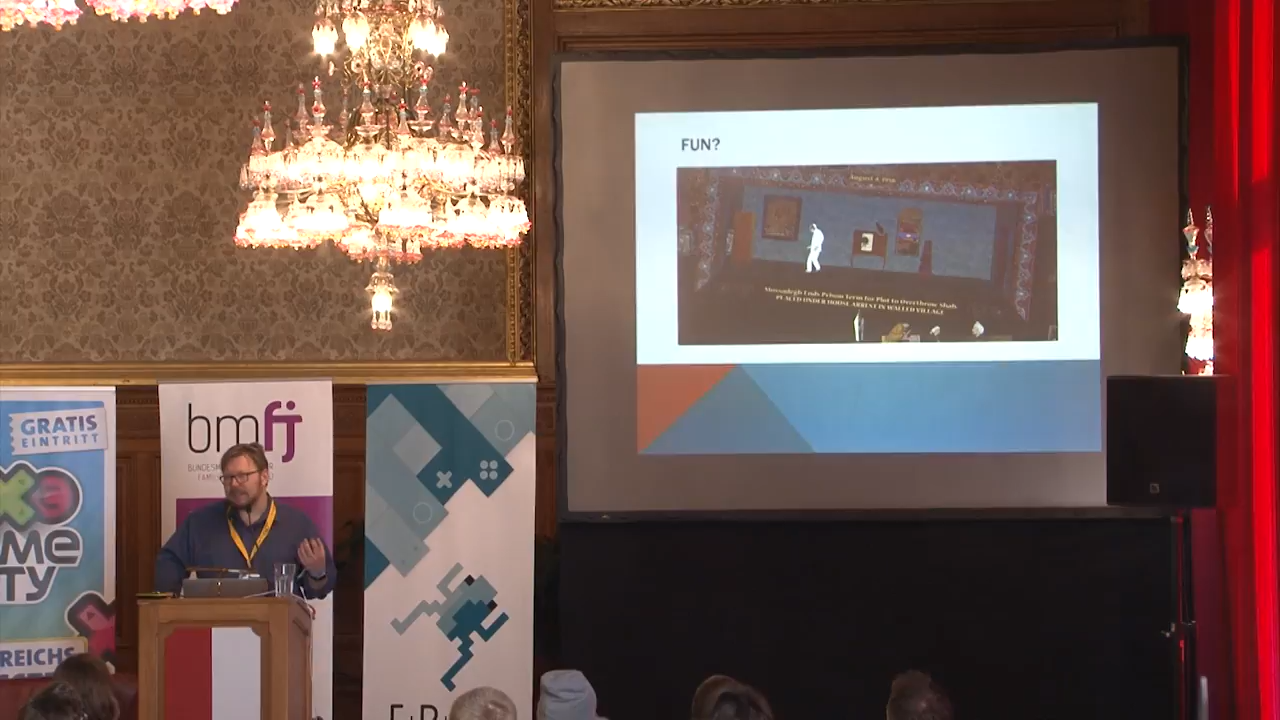 FUN?
August 4, 1956
Mossadegh Ends Prison Term for Plot to Overthrow Shah;
PLACED UNDER HOUSE ARREST IN WALLED VILLAGE
GRATIS
EINTRITT
bmfj
ME
TY
REICHS